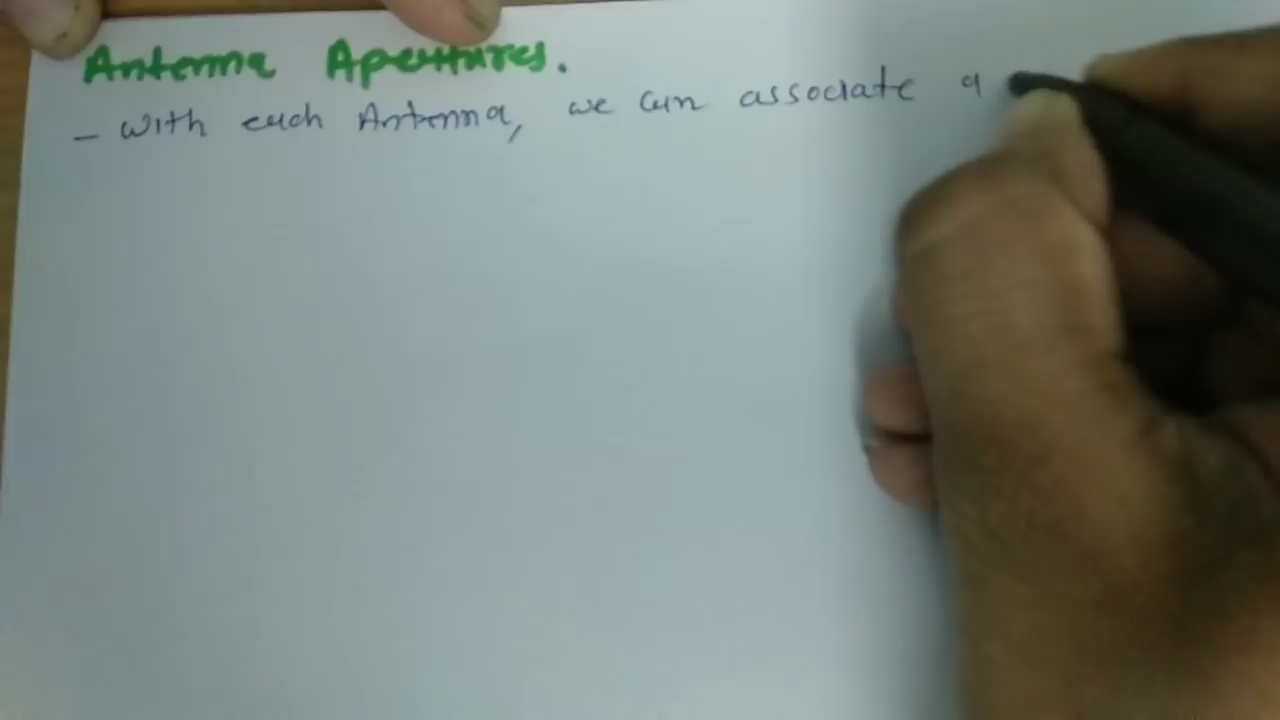 Antenna Apertures.
- with each Antenna, we can associate a